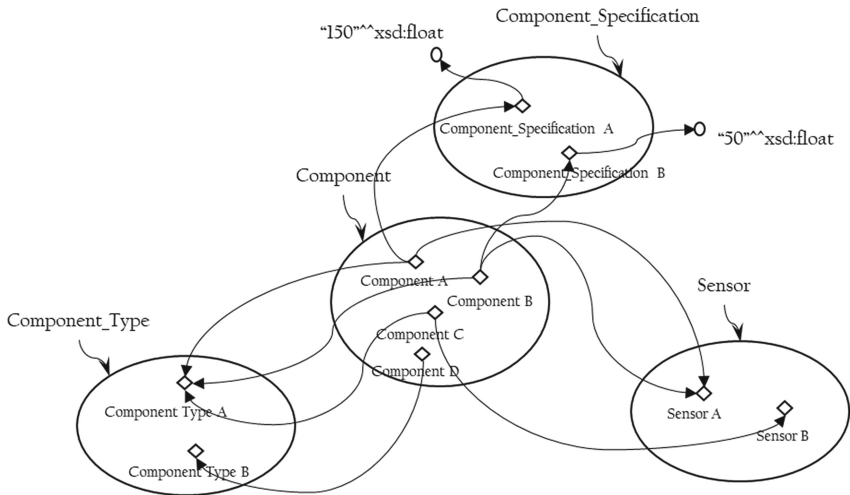 Component_Specification
“150”^^xsd:float
Component_Specification A
“50”^^xsd:float
Component_Specification B
Component
Component A
Component B
Sensor
Component_Type
Component C
Component D
Component Type A
Sensor A
Sensor B
Component Type B